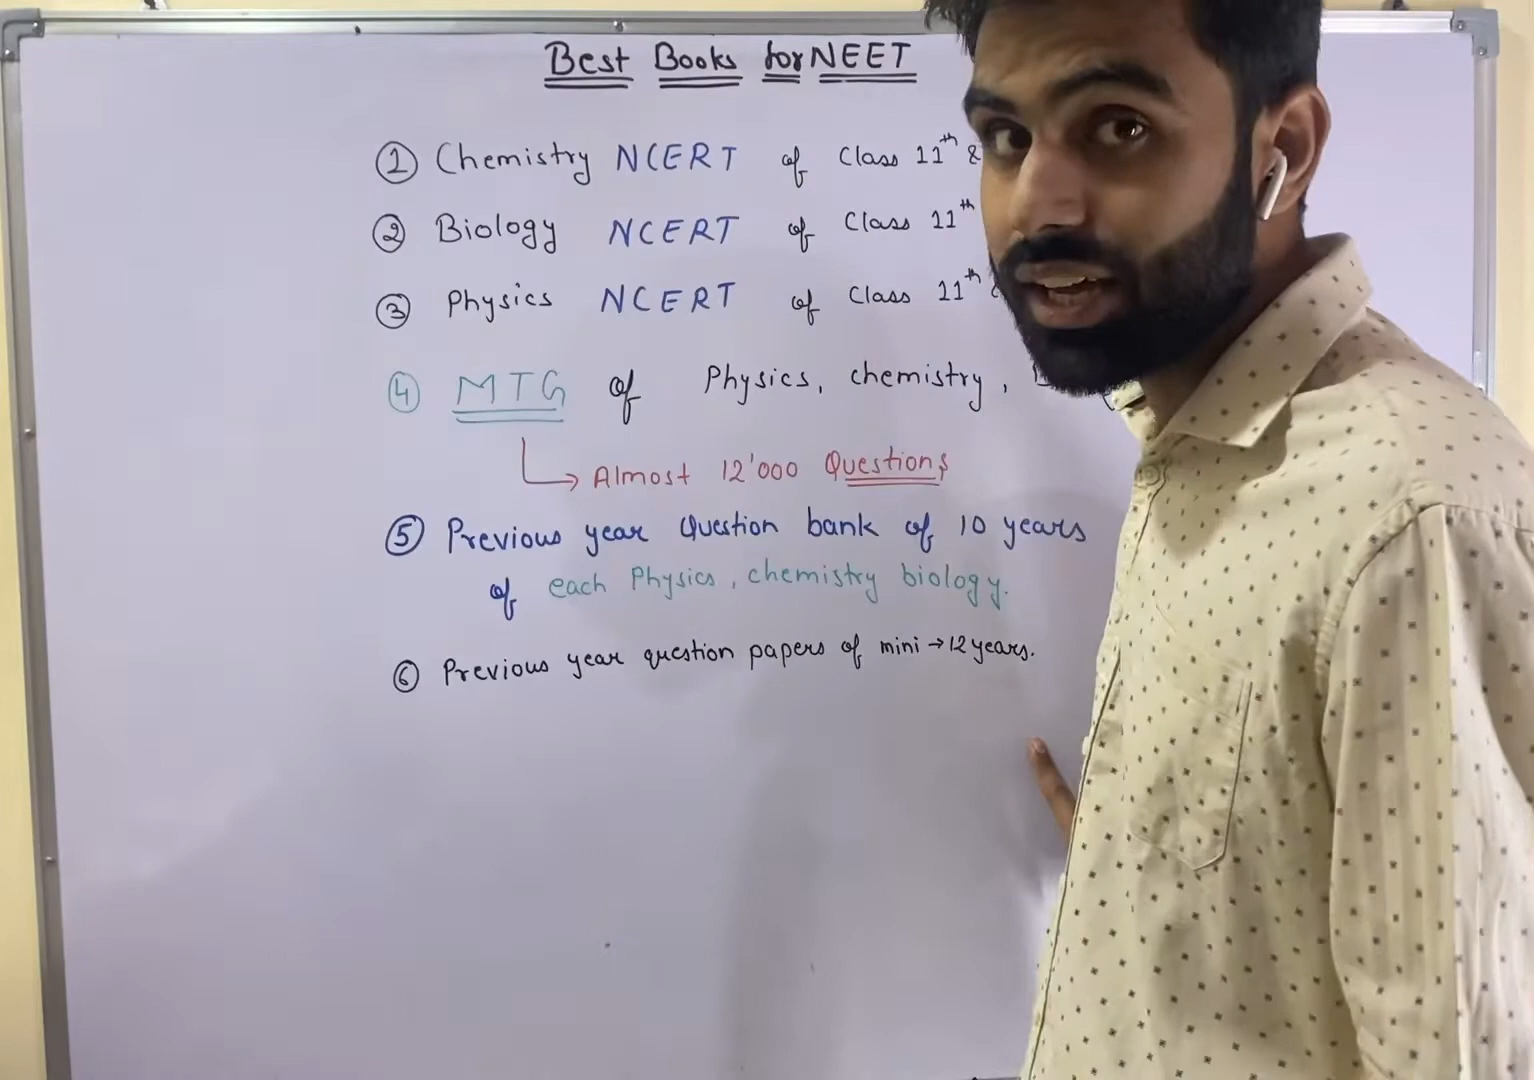 Best Books for NEET
① Chemistry NCERT of Class 11th &
② Biology NCERT of Class 11th
③ Physics NCERT of Class 11th
④ MTG of Physics, chemistry,
↳ Almost 12'000 Questions
⑤ Previous year Question bank of 10 years
of each Physics, chemistry biology.
⑥ Previous year question papers of mini → 12 years.